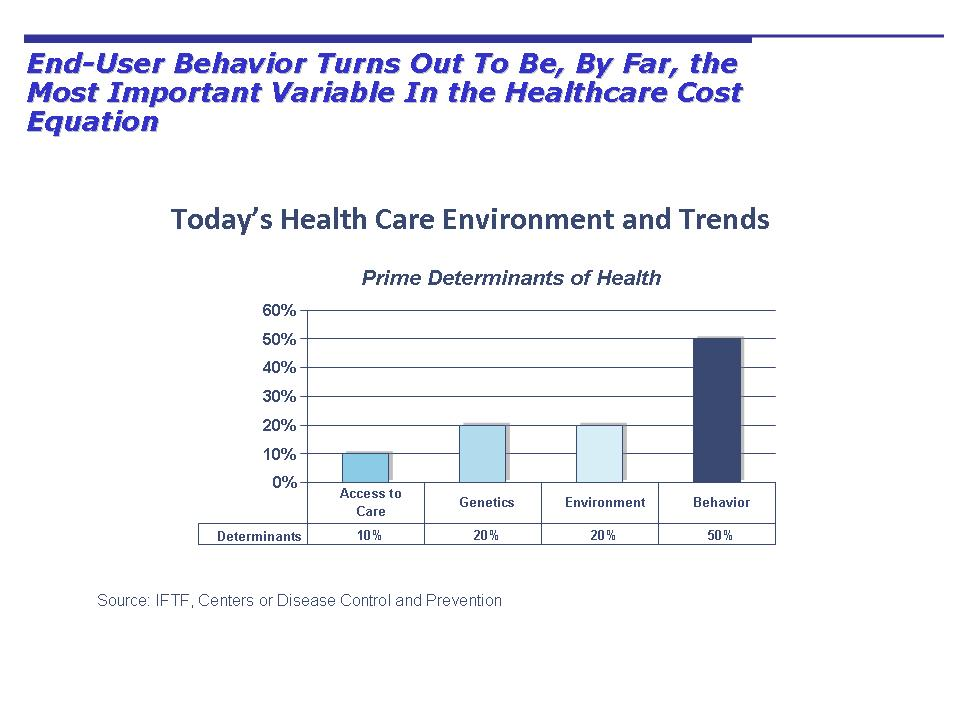 End-User Behavior Turns Out To Be, By Far, the
Most Important Variable In the Healthcare Cost
Equation
Today’s Health Care Environment and Trends
Prime Determinants of Health
60%
50%
40%
30%
20%
10%
0%
Access to
Care
Genetics
Environment
Behavior
Determinants
10%
20%
20%
50%
Source: IFTF, Centers or Disease Control and Prevention